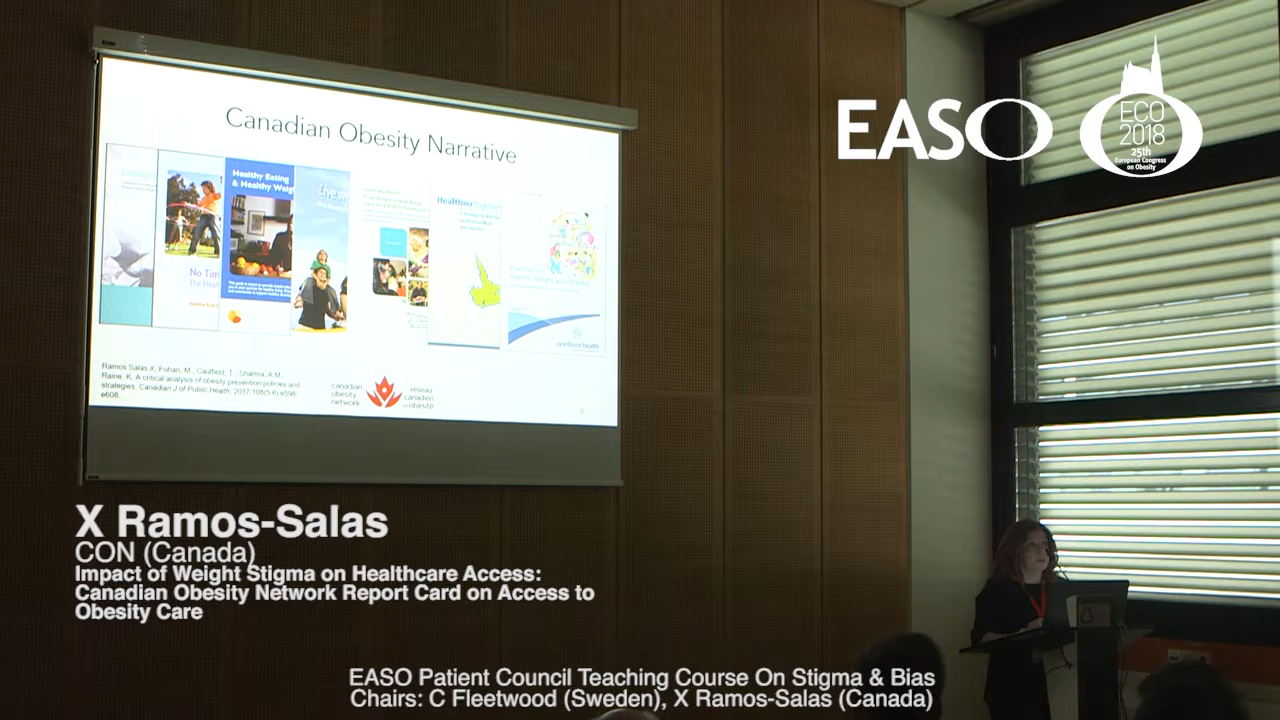 Canadian Obesity Narrative
Healthy Eating
& Healthy Weig
Live
No Tim
The Heal
HealthierTogether
northern health
Ramos Salas X, Forhan, M., Caulfield, T., Sharma, A.M.,
Raine, K. A critical analysis of obesity prevention policies and
strategies. Canadian J of Public Health. 2017;108(5-6):e598-
e608.
canadian
obesity
network
réseau
canadien
en obésité
EASO
ECO
2018
25th
European Congress
on Obesity
X Ramos-Salas
CON (Canada)
Impact of Weight Stigma on Healthcare Access:
Canadian Obesity Network Report Card on Access to
Obesity Care
EASO Patient Council Teaching Course On Stigma & Bias
Chairs: C Fleetwood (Sweden), X Ramos-Salas (Canada)